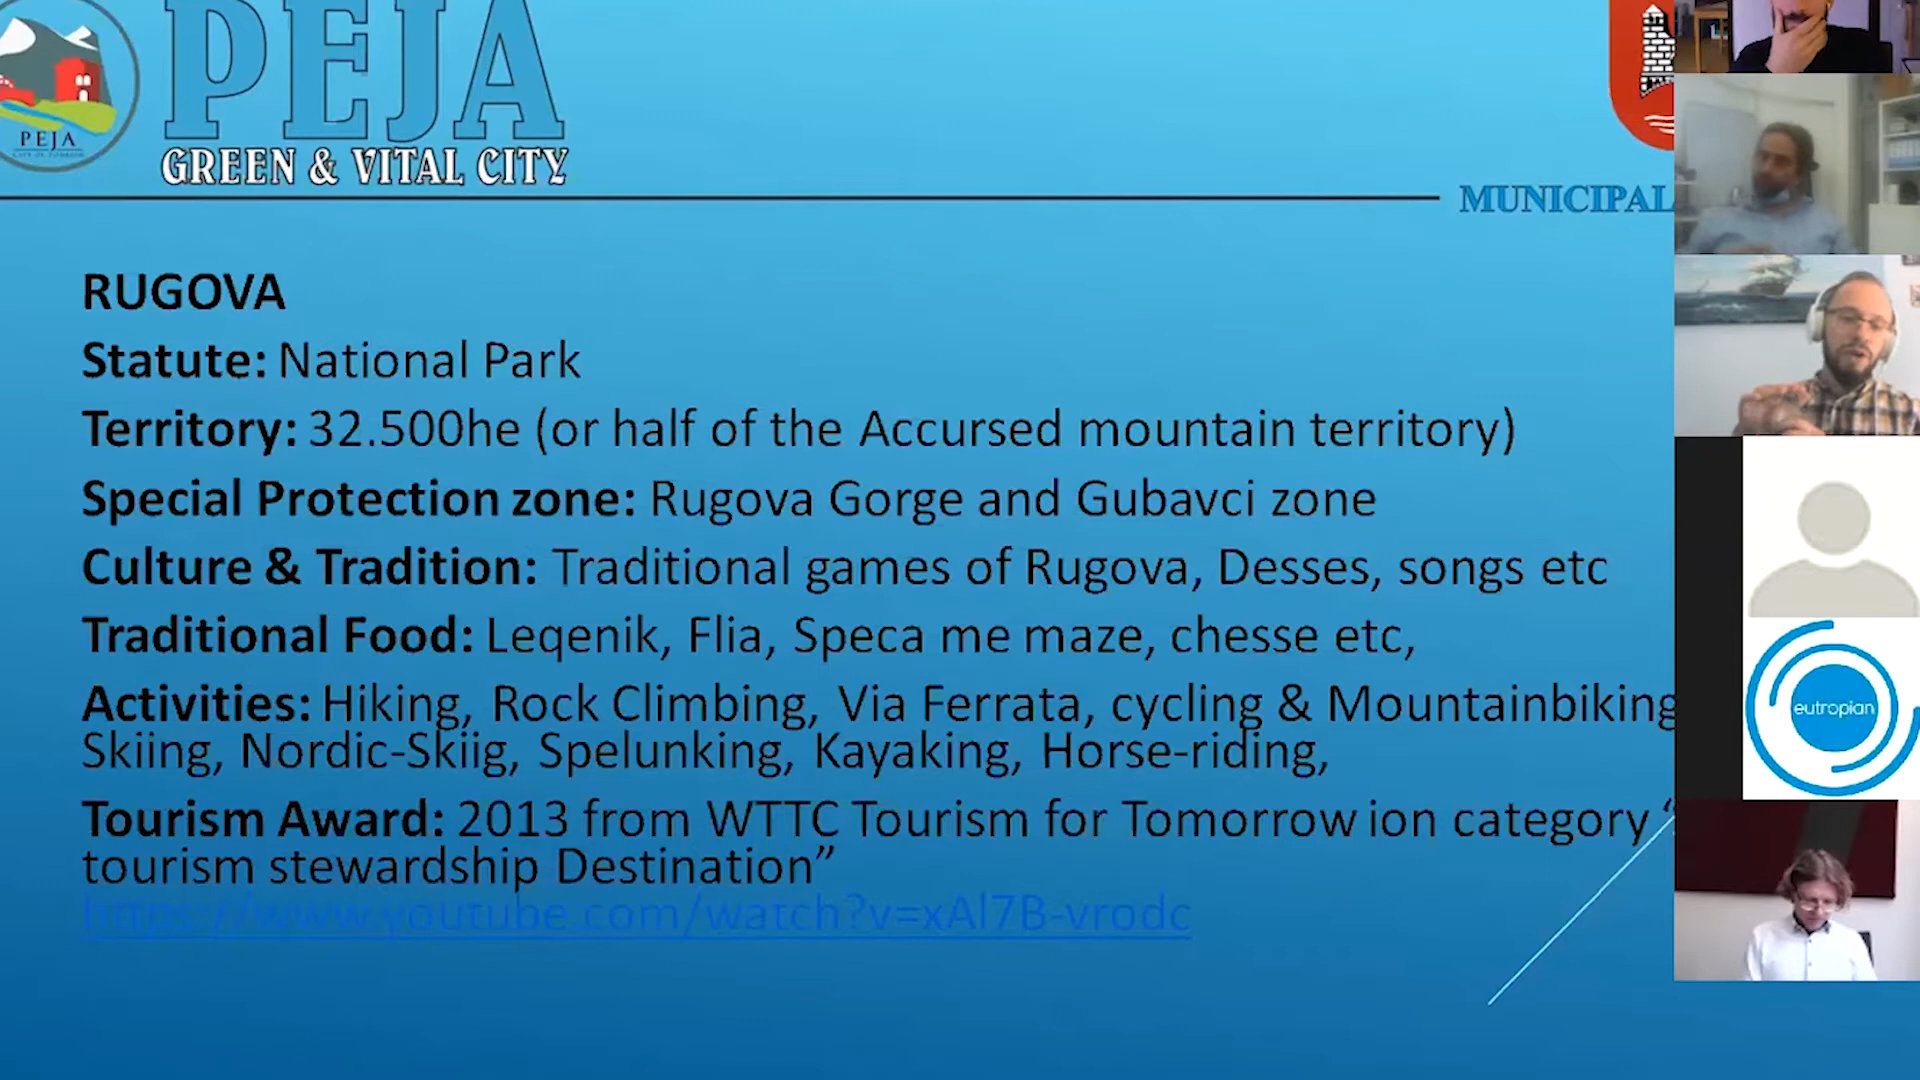 PEJA
PEJA
GREEN & VITAL CITY
MUNICIPAL
RUGOVA
Statute: National Park
Territory: 32.500he (or half of the Accursed mountain territory)
Special Protection zone: Rugova Gorge and Gubavci zone
Culture & Tradition: Traditional games of Rugova, Desses, songs etc
Traditional Food: Leqenik, Flia, Speca me maze, chesse etc,
Activities: Hiking, Rock Climbing, Via Ferrata, cycling & Mountainbiking
Skiing, Nordic-Skiig, Spelunking, Kayaking, Horse-riding,
Tourism Award: 2013 from WTTC Tourism for Tomorrow ion category “
tourism stewardship Destination”
https://www.youtube.com/watch?v=xAl7B-vrodc
eutropian